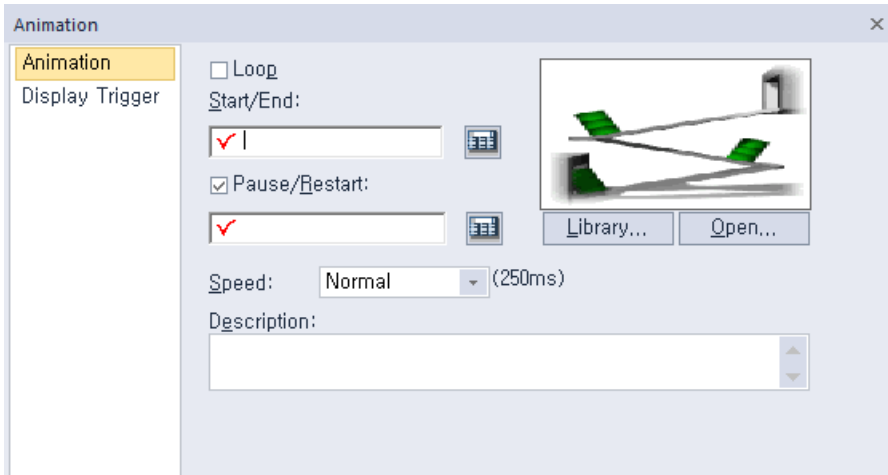 Animation
Animation
Display Trigger
Loop
Start/End:
Pause/Restart:
Library...
Open...
Speed:
Normal
(250ms)
Description: